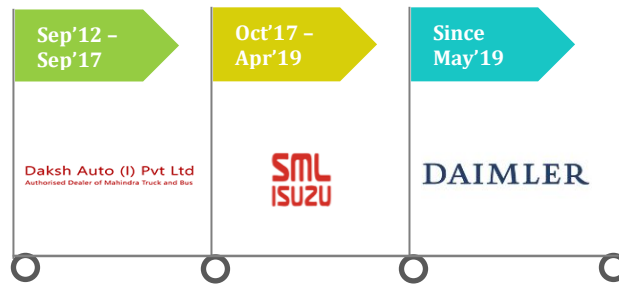 Sep’12 –
Sep’17
Oct’17 –
Apr’19
Since
May’19
Daksh Auto (I) Pvt Ltd
Authorised Dealer of Mahindra Truck and Bus
SML
ISUZU
DAIMLER